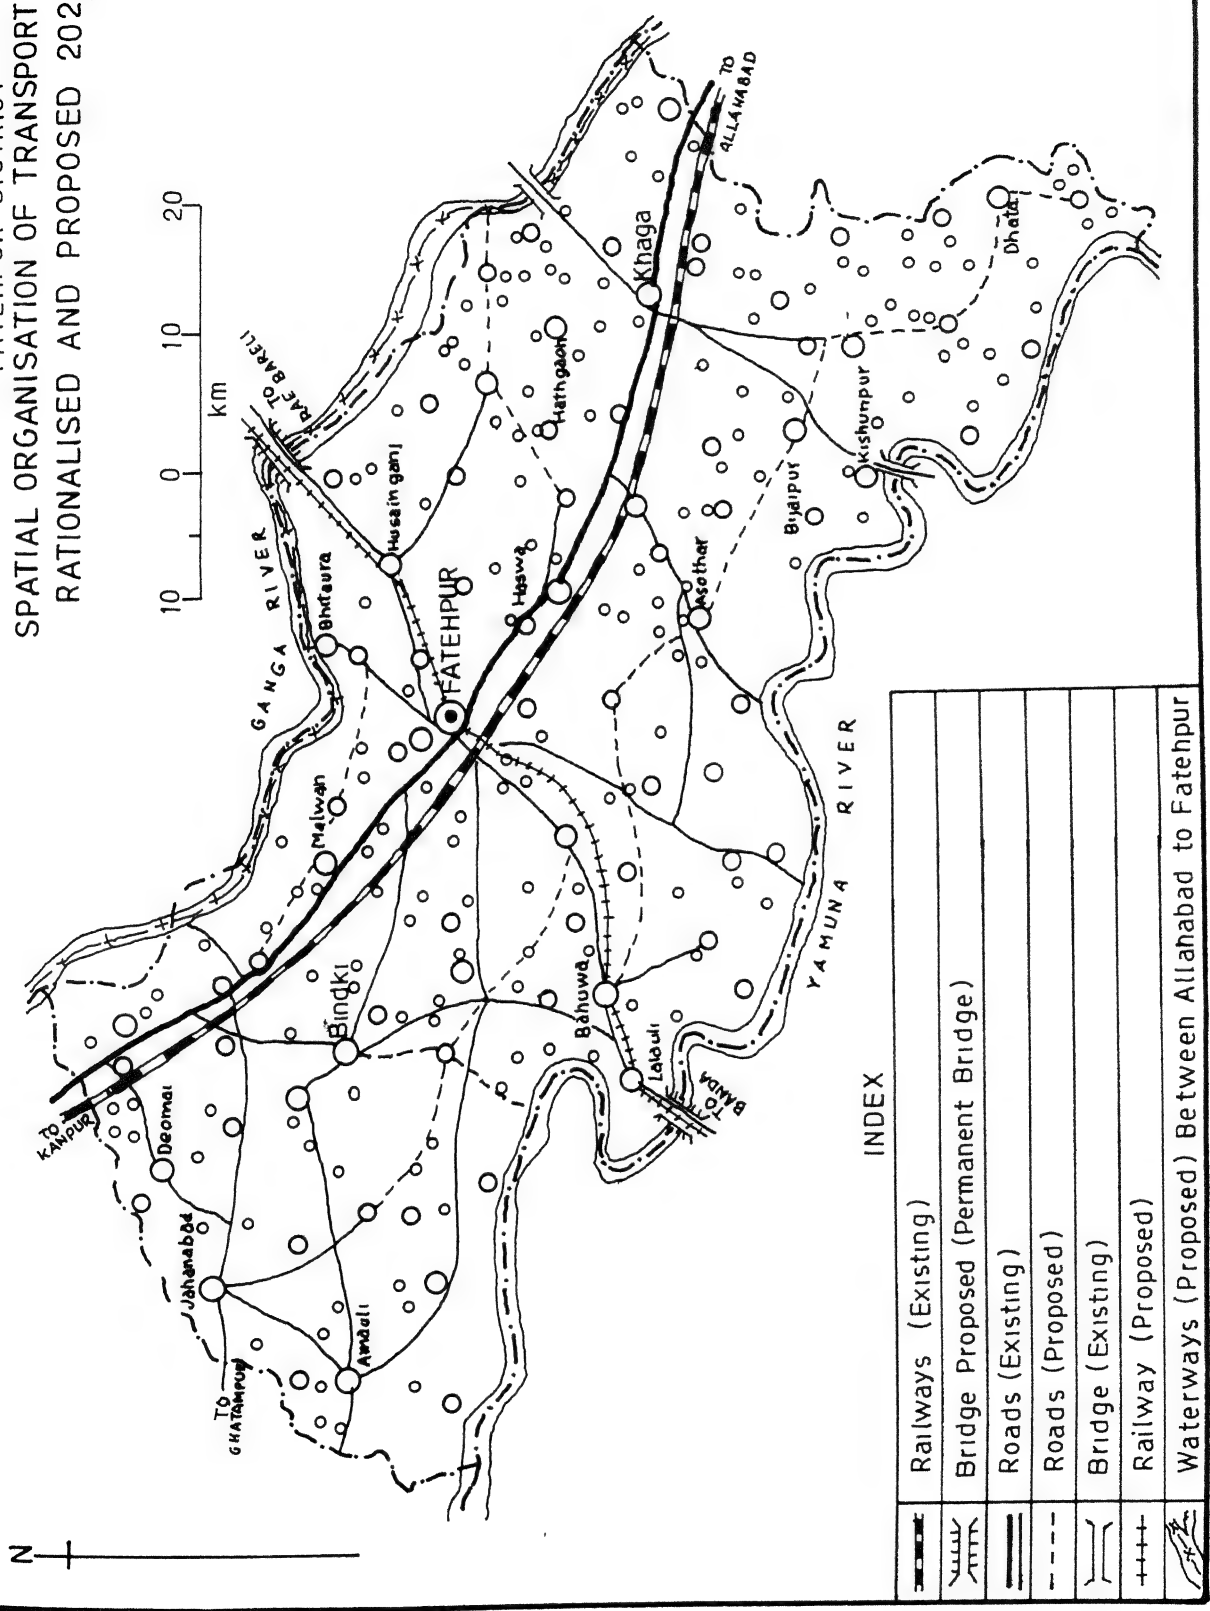 SPATIAL ORGANISATION OF TRANSPORT
RATIONALISED AND PROPOSED 202
N
10 0 10 20
km
TO RAE BARELI
GANGA RIVER
Bhitaura
Husainganj
Hathgaon
Khaga
TO ALLAHABAD
FATEHPUR
Haswa
Malwan
TO KANPUR
Deomai
Bindki
Jahanabad
TO GHATAMPUR
Amauli
Bahuwa
Lalauli
TO BANDA
Asothar
Bijaipur
Kishunpur
Dhata
YAMUNA RIVER
INDEX
Railways (Existing)
Bridge Proposed (Permanent Bridge)
Roads (Existing)
Roads (Proposed)
Bridge (Existing)
Railway (Proposed)
Waterways (Proposed) Between Allahabad to Fatehpur